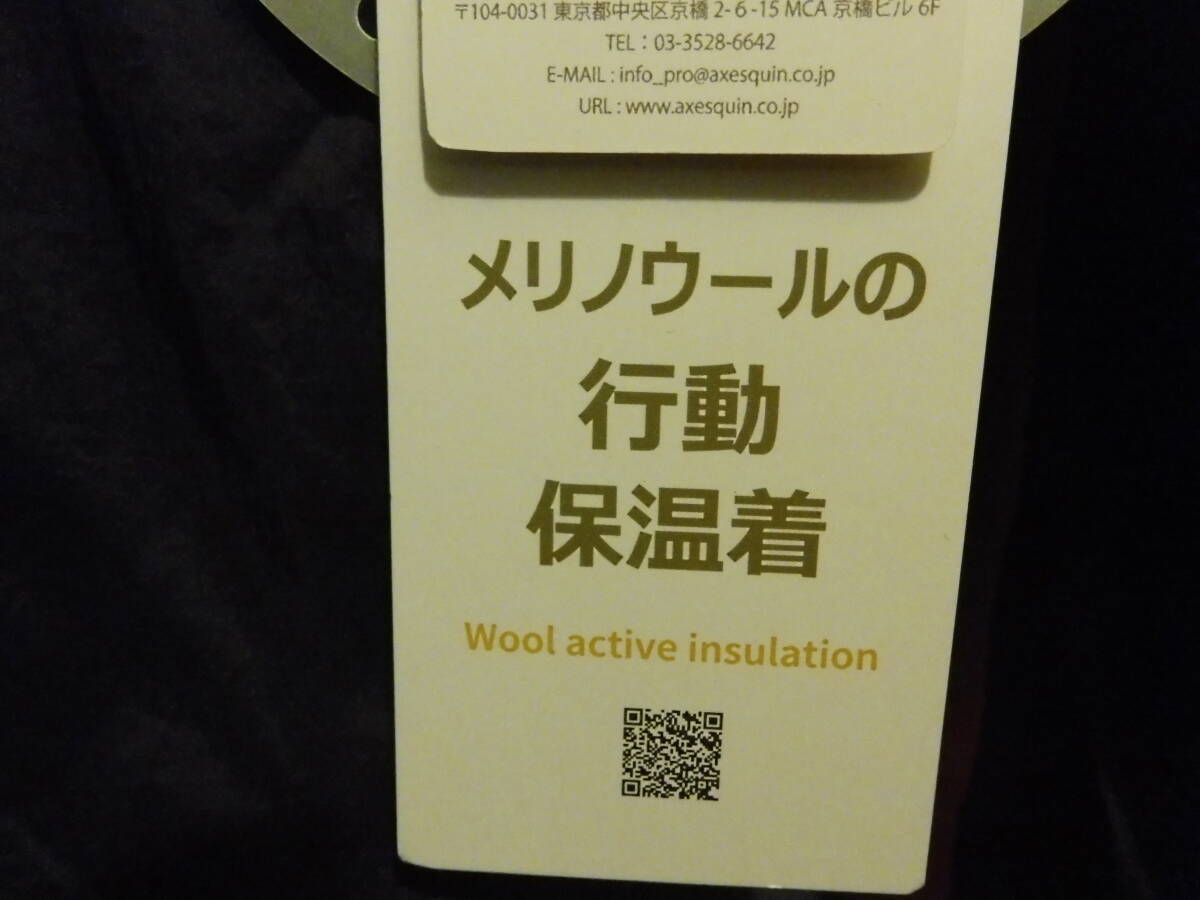 〒104-0031 東京都中央区京橋 2-6-15 MCA 京橋ビル 6F
TEL：03-3528-6642
E-MAIL : info_pro@axesquin.co.jp
URL : www.axesquin.co.jp
メリノウールの
行動
保温着
Wool active insulation